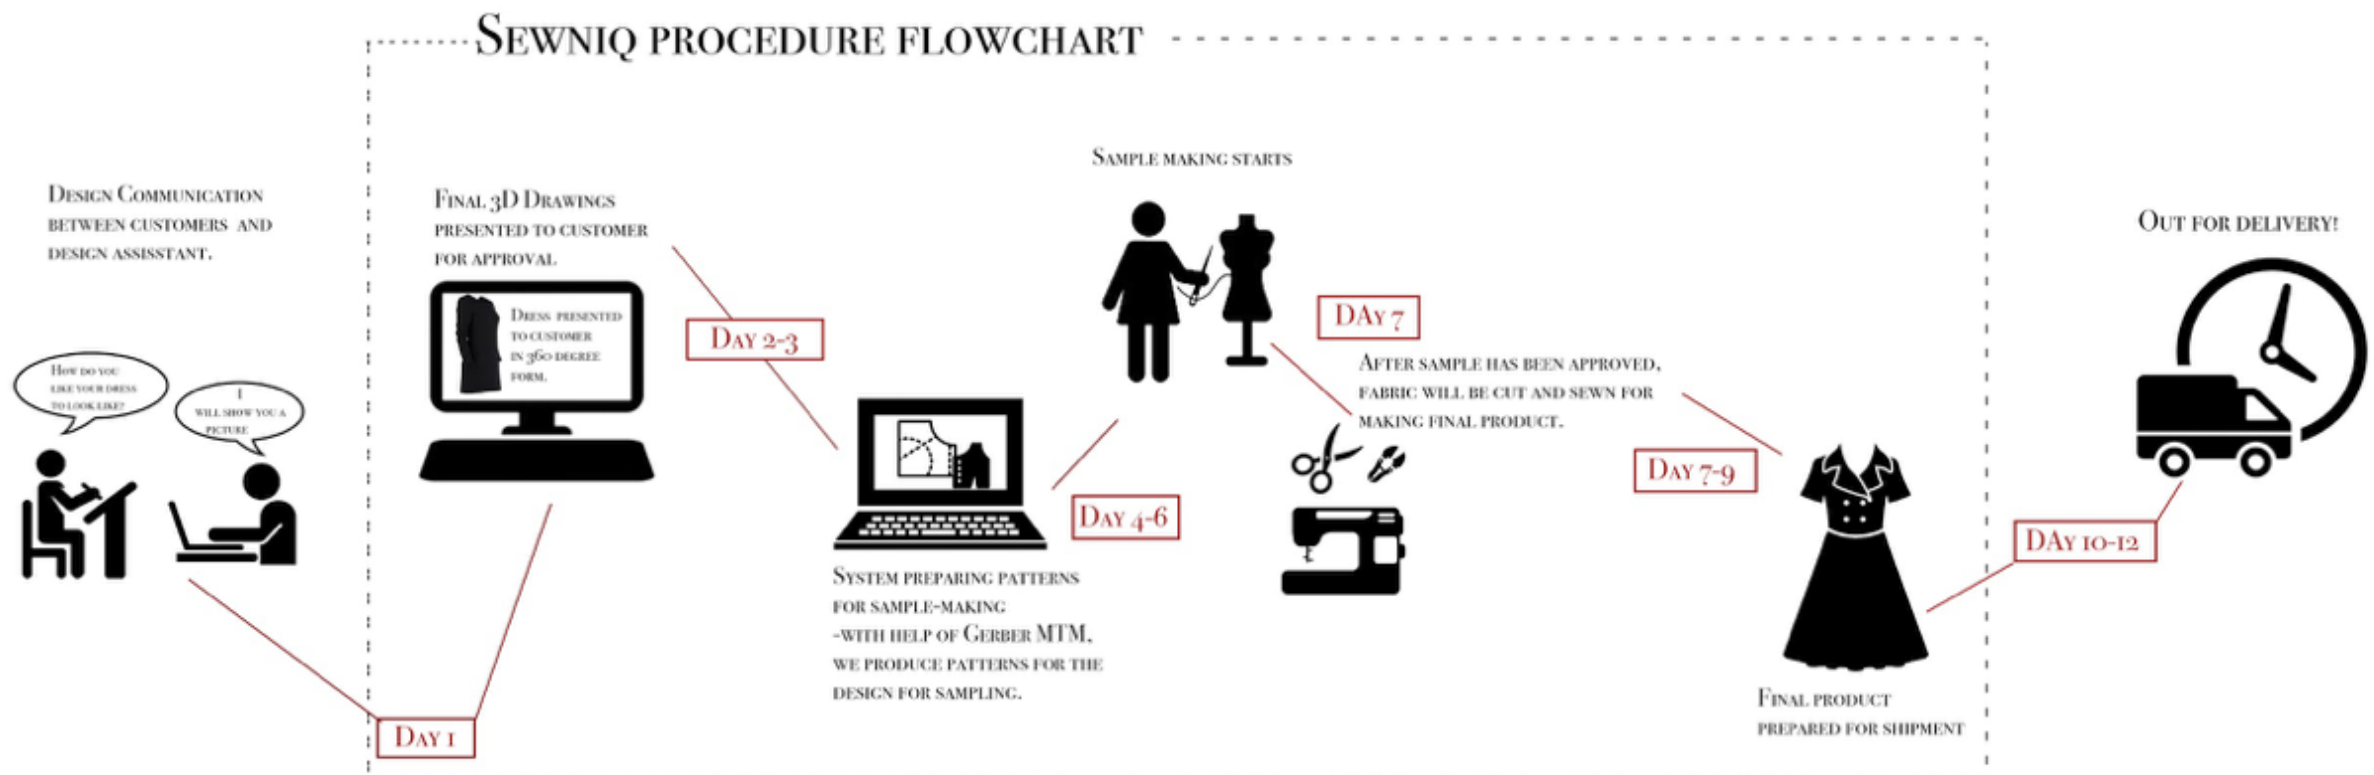 SEWNIQ PROCEDURE FLOWCHART
DESIGN COMMUNICATION
BETWEEN CUSTOMERS AND
DESIGN ASSISSTANT.
HOW DO YOU
LIKE YOUR DRESS
TO LOOK LIKE?
I
WILL SHOW YOU A
PICTURE
DAY 1
FINAL 3D DRAWINGS
PRESENTED TO CUSTOMER
FOR APPROVAL
DRESS PRESENTED
TO CUSTOMER
IN 360 DEGREE
FORM.
DAY 2-3
SYSTEM PREPARING PATTERNS
FOR SAMPLE-MAKING
-WITH HELP OF GERBER MTM,
WE PRODUCE PATTERNS FOR THE
DESIGN FOR SAMPLING.
DAY 4-6
SAMPLE MAKING STARTS
DAY 7
AFTER SAMPLE HAS BEEN APPROVED,
FABRIC WILL BE CUT AND SEWN FOR
MAKING FINAL PRODUCT.
DAY 7-9
FINAL PRODUCT
PREPARED FOR SHIPMENT
DAY 10-12
OUT FOR DELIVERY!